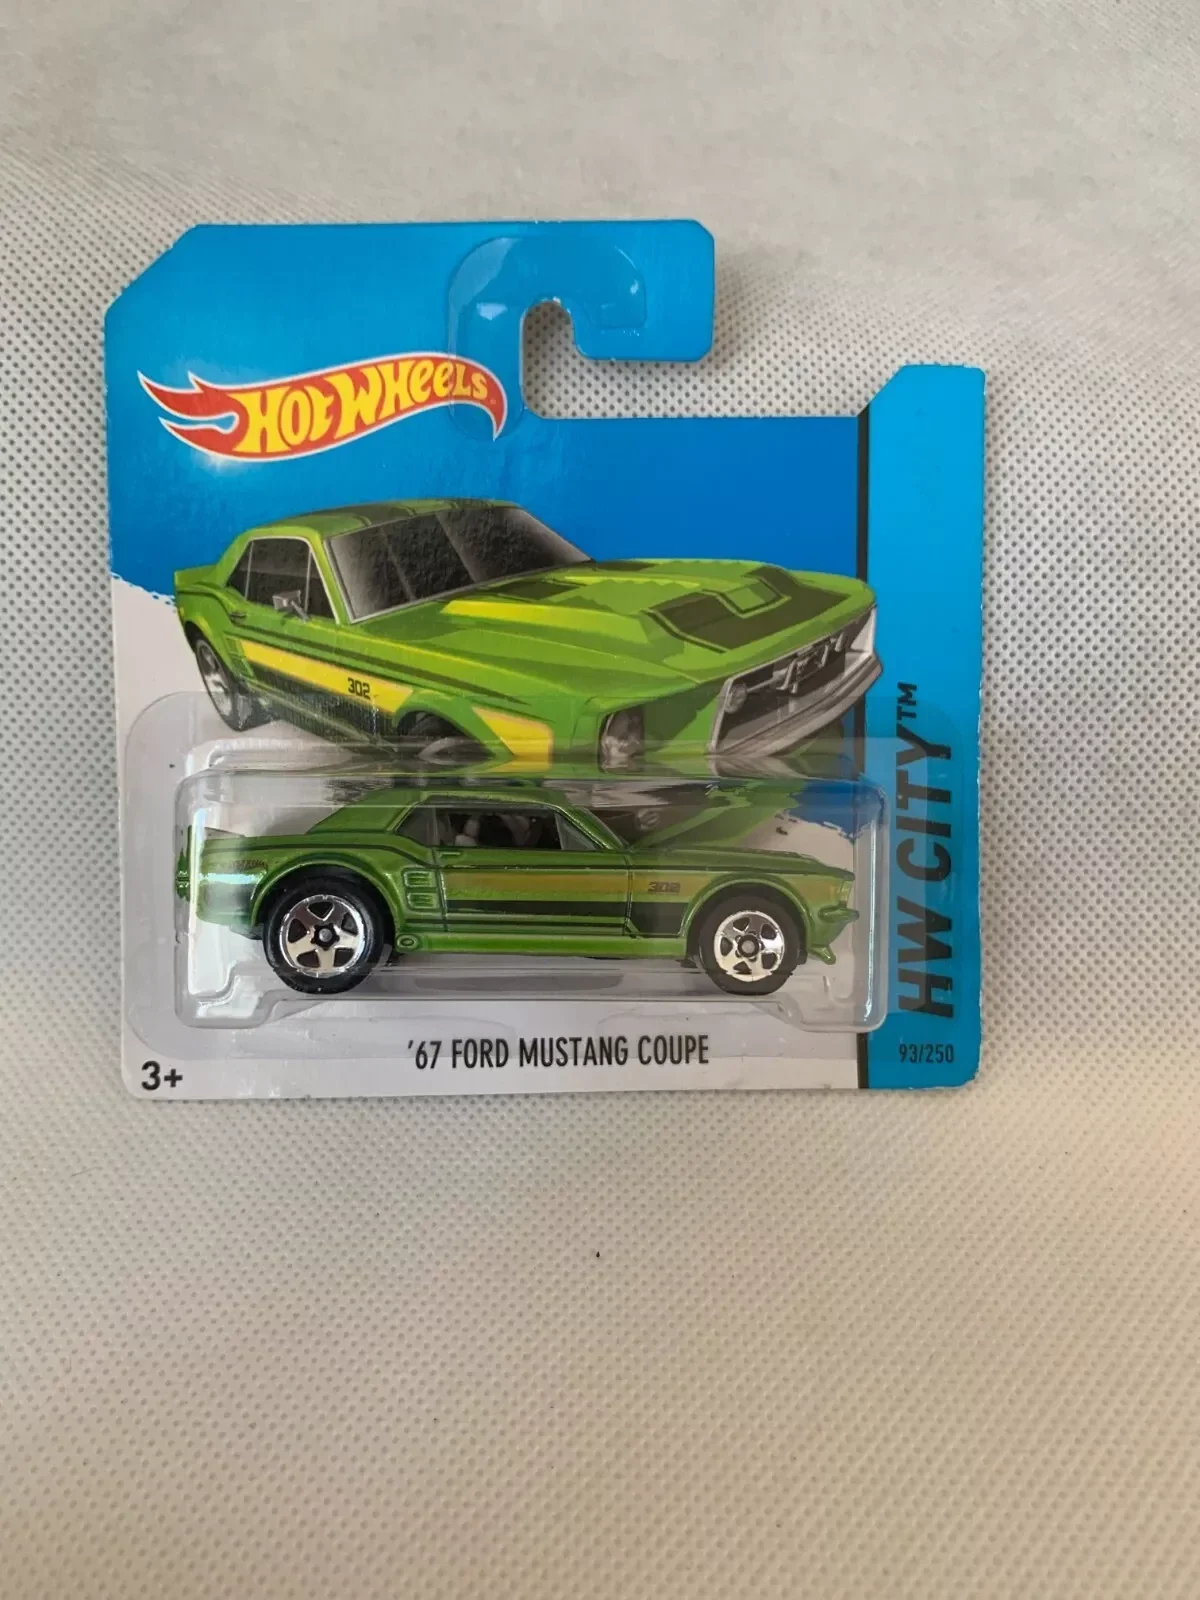 HOT WHEELS
302
302
'67 FORD MUSTANG COUPE
3+
HW CITY™
93/250